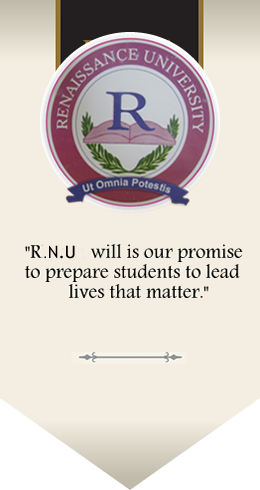 RENAISSANCE UNIVERSITY
R
Ut Omnia Potestis
"R.N.U will is our promise
to prepare students to lead
lives that matter."